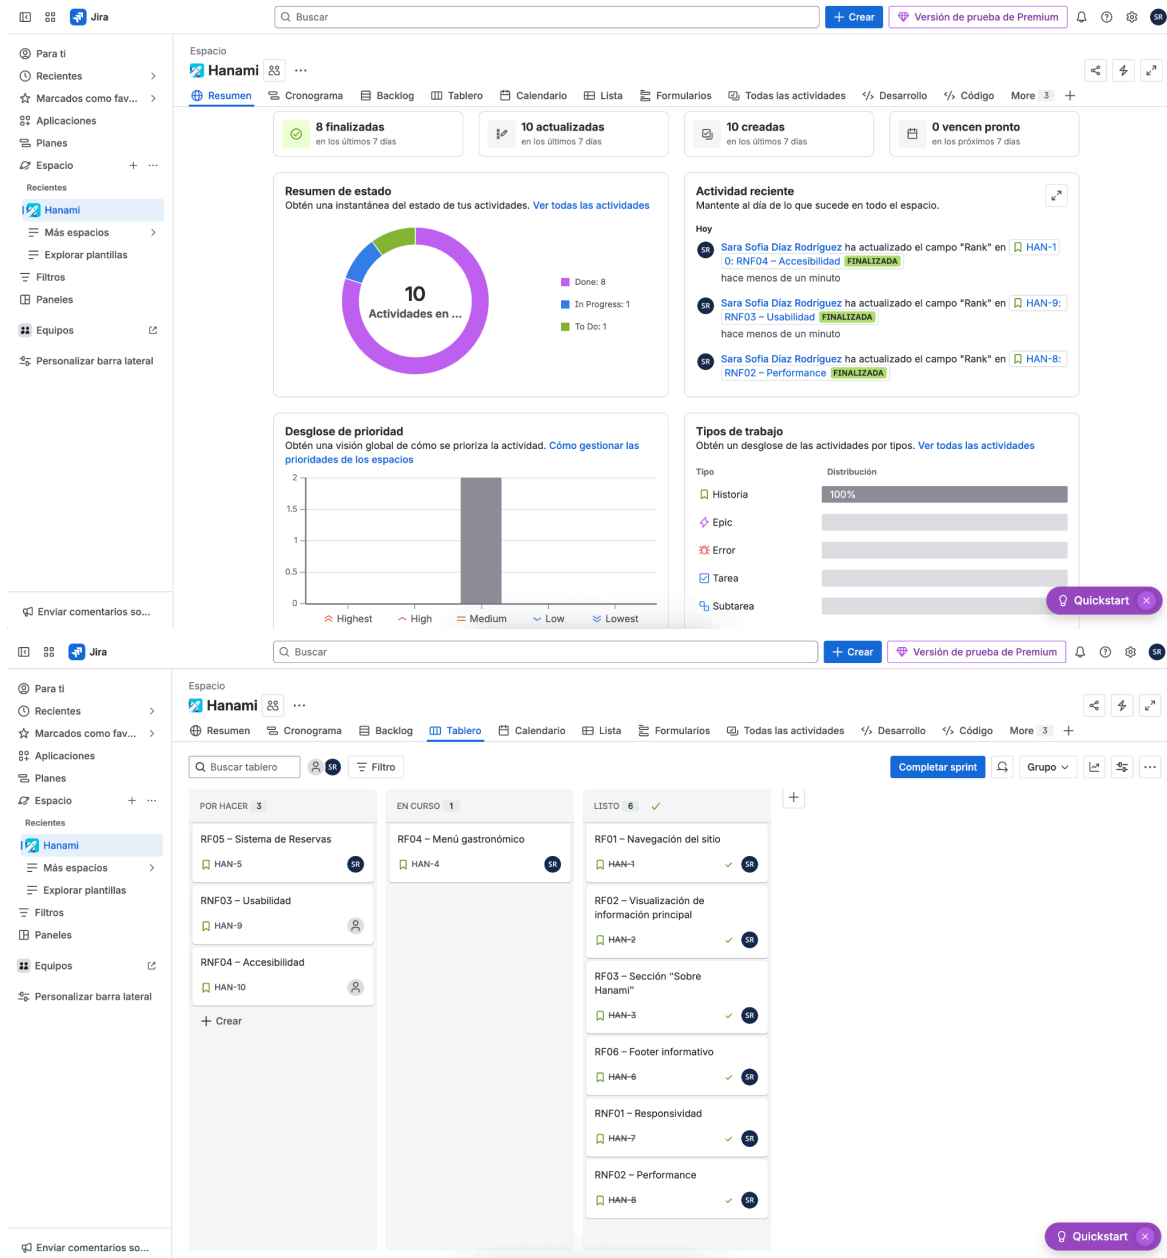 Jira
Buscar
Crear
Versión de prueba de Premium
SR
Para ti
Recientes
Marcados como fav...
Aplicaciones
Planes
Espacio
Recientes
Hanami
Más espacios
Explorar plantillas
Filtros
Paneles
Equipos
Personalizar barra lateral
Enviar comentarios so...
Espacio
Hanami
Resumen Cronograma Backlog Tablero Calendario Lista Formularios Todas las actividades Desarrollo Código More 3
8 finalizadas
en los últimos 7 días
10 actualizadas
en los últimos 7 días
10 creadas
en los últimos 7 días
0 vencen pronto
en los próximos 7 días
Resumen de estado
Obtén una instantánea del estado de tus actividades. Ver todas las actividades
10
Actividades en ...
Done: 8
In Progress: 1
To Do: 1
Actividad reciente
Mantente al día de lo que sucede en todo el espacio.
Hoy
SR
Sara Sofia Díaz Rodríguez ha actualizado el campo "Rank" en HAN-1
0: RNF04 – Accesibilidad FINALIZADA
hace menos de un minuto
SR
Sara Sofia Díaz Rodríguez ha actualizado el campo "Rank" en HAN-9:
RNF03 – Usabilidad FINALIZADA
hace menos de un minuto
SR
Sara Sofia Díaz Rodríguez ha actualizado el campo "Rank" en HAN-8:
RNF02 – Performance FINALIZADA
Desglose de prioridad
Obtén una visión global de cómo se prioriza la actividad. Cómo gestionar las
prioridades de los espacios
2
1.5
1
0.5
0
Highest High Medium Low Lowest
Tipos de trabajo
Obtén un desglose de las actividades por tipos. Ver todas las actividades
Tipo Distribución
Historia 100%
Epic
Error
Tarea
Subtarea
Quickstart
Jira
Buscar
Crear
Versión de prueba de Premium
SR
Para ti
Recientes
Marcados como fav...
Aplicaciones
Planes
Espacio
Recientes
Hanami
Más espacios
Explorar plantillas
Filtros
Paneles
Equipos
Personalizar barra lateral
Enviar comentarios so...
Espacio
Hanami
Resumen Cronograma Backlog Tablero Calendario Lista Formularios Todas las actividades Desarrollo Código More 3
Buscar tablero
SR
Filtro
Completar sprint
Grupo
POR HACER 3
RF05 – Sistema de Reservas
HAN-5 SR
RNF03 – Usabilidad
HAN-9
RNF04 – Accesibilidad
HAN-10
Crear
EN CURSO 1
RF04 – Menú gastronómico
HAN-4 SR
LISTO 6
RF01 – Navegación del sitio
HAN-1 SR
RF02 – Visualización de
información principal
HAN-2 SR
RF03 – Sección “Sobre
Hanami”
HAN-3 SR
RF06 – Footer informativo
HAN-6 SR
RNF01 – Responsividad
HAN-7 SR
RNF02 – Performance
HAN-8 SR
Quickstart